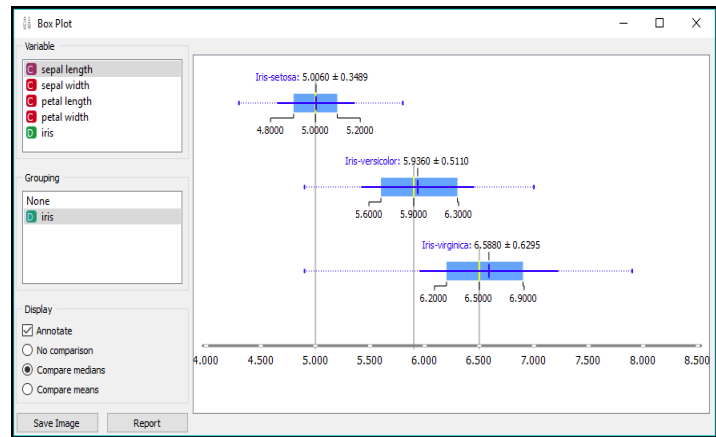 Box Plot
Variable
C sepal length
C sepal width
C petal length
C petal width
D iris
Grouping
None
D iris
Display
Annotate
No comparison
Compare medians
Compare means
Save Image Report
Iris-setosa: 5.0060 ± 0.3489
4.8000 5.0000 5.2000
Iris-versicolor: 5.9360 ± 0.5110
5.6000 5.9000 6.3000
Iris-virginica: 6.5880 ± 0.6295
6.2000 6.5000 6.9000
4.000 4.500 5.000 5.500 6.000 6.500 7.000 7.500 8.000 8.500